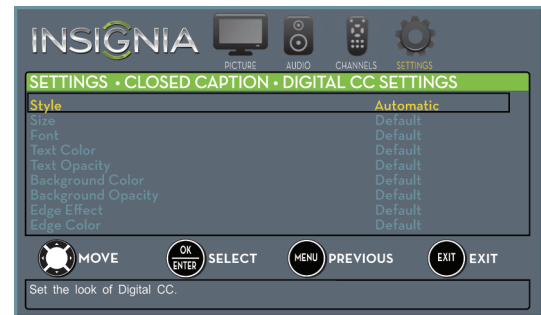 INSIGNIA
PICTURE AUDIO CHANNELS SETTINGS
SETTINGS • CLOSED CAPTION • DIGITAL CC SETTINGS
Style Automatic
Size Default
Font Default
Text Color Default
Text Opacity Default
Background Color Default
Background Opacity Default
Edge Effect Default
Edge Color Default
MOVE OK ENTER SELECT MENU PREVIOUS EXIT EXIT
Set the look of Digital CC.